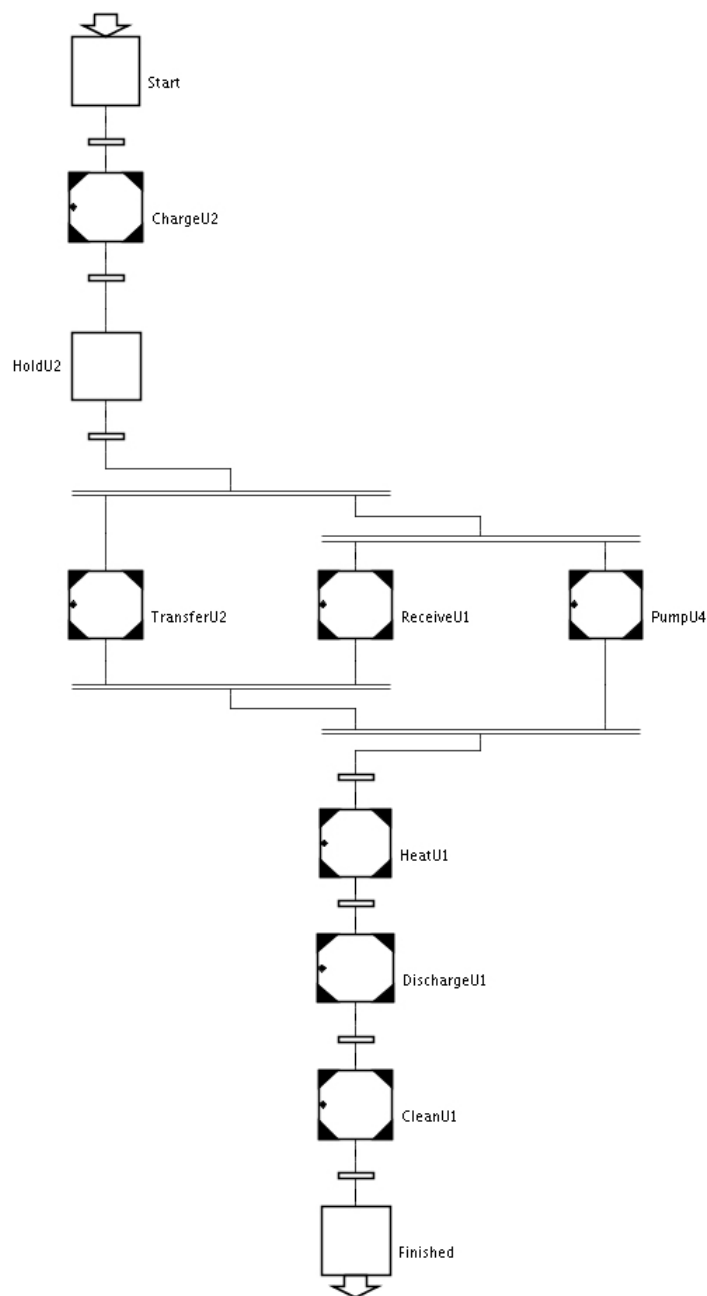 Start
ChargeU2
HoldU2
TransferU2
ReceiveU1
PumpU4
HeatU1
DischargeU1
CleanU1
Finished